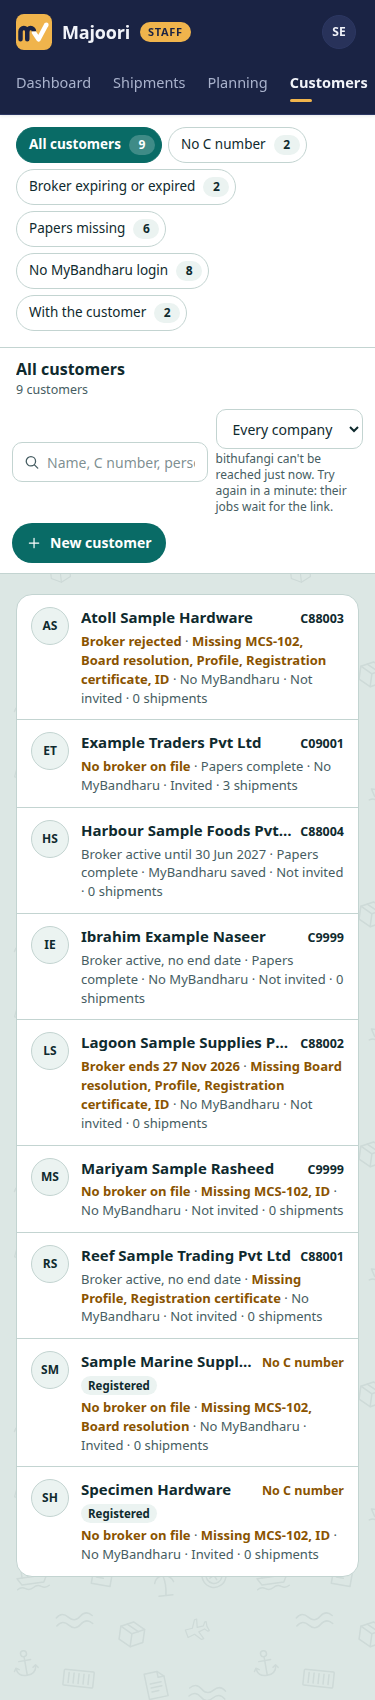 Majoori STAFF SE
Dashboard Shipments Planning Customers
All customers 9
No C number 2
Broker expiring or expired 2
Papers missing 6
No MyBandharu login 8
With the customer 2
All customers
9 customers
Every company
Name, C number, pers
bithufangi can't be
reached just now. Try
again in a minute: their
jobs wait for the link.
+ New customer
AS Atoll Sample Hardware C88003
Broker rejected · Missing MCS-102,
Board resolution, Profile, Registration
certificate, ID · No MyBandharu · Not
invited · 0 shipments
ET Example Traders Pvt Ltd C09001
No broker on file · Papers complete · No
MyBandharu · Invited · 3 shipments
HS Harbour Sample Foods Pvt... C88004
Broker active until 30 Jun 2027 · Papers
complete · MyBandharu saved · Not invited
· 0 shipments
IE Ibrahim Example Naseer C9999
Broker active, no end date · Papers
complete · No MyBandharu · Not invited · 0
shipments
LS Lagoon Sample Supplies P... C88002
Broker ends 27 Nov 2026 · Missing Board
resolution, Profile, Registration
certificate, ID · No MyBandharu · Not
invited · 0 shipments
MS Mariyam Sample Rasheed C9999
No broker on file · Missing MCS-102, ID ·
No MyBandharu · Not invited · 0 shipments
RS Reef Sample Trading Pvt Ltd C88001
Broker active, no end date · Missing
Profile, Registration certificate · No
MyBandharu · Not invited · 0 shipments
SM Sample Marine Suppl... No C number
Registered
No broker on file · Missing MCS-102,
Board resolution · No MyBandharu ·
Invited · 0 shipments
SH Specimen Hardware No C number
Registered
No broker on file · Missing MCS-102, ID ·
No MyBandharu · Invited · 0 shipments